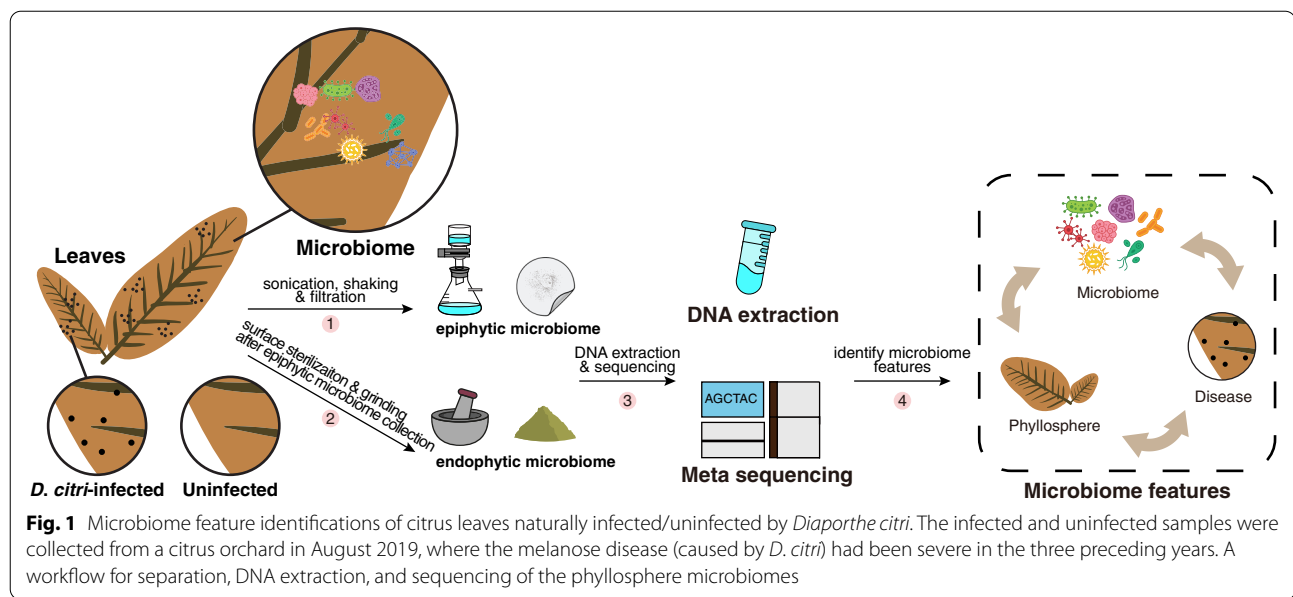 Leaves
Microbiome
sonication, shaking
& filtration
1
epiphytic microbiome
surface sterilizaiton & grinding
after epiphytic microbiome collection
2
endophytic microbiome
D. citri-infected
Uninfected
DNA extraction
DNA extraction
& sequencing
3
AGCTAC
Meta sequencing
identify microbiome
features
4
Microbiome
Disease
Phyllosphere
Microbiome features
Fig. 1 Microbiome feature identifications of citrus leaves naturally infected/uninfected by Diaporthe citri. The infected and uninfected samples were
collected from a citrus orchard in August 2019, where the melanose disease (caused by D. citri) had been severe in the three preceding years. A
workflow for separation, DNA extraction, and sequencing of the phyllosphere microbiomes